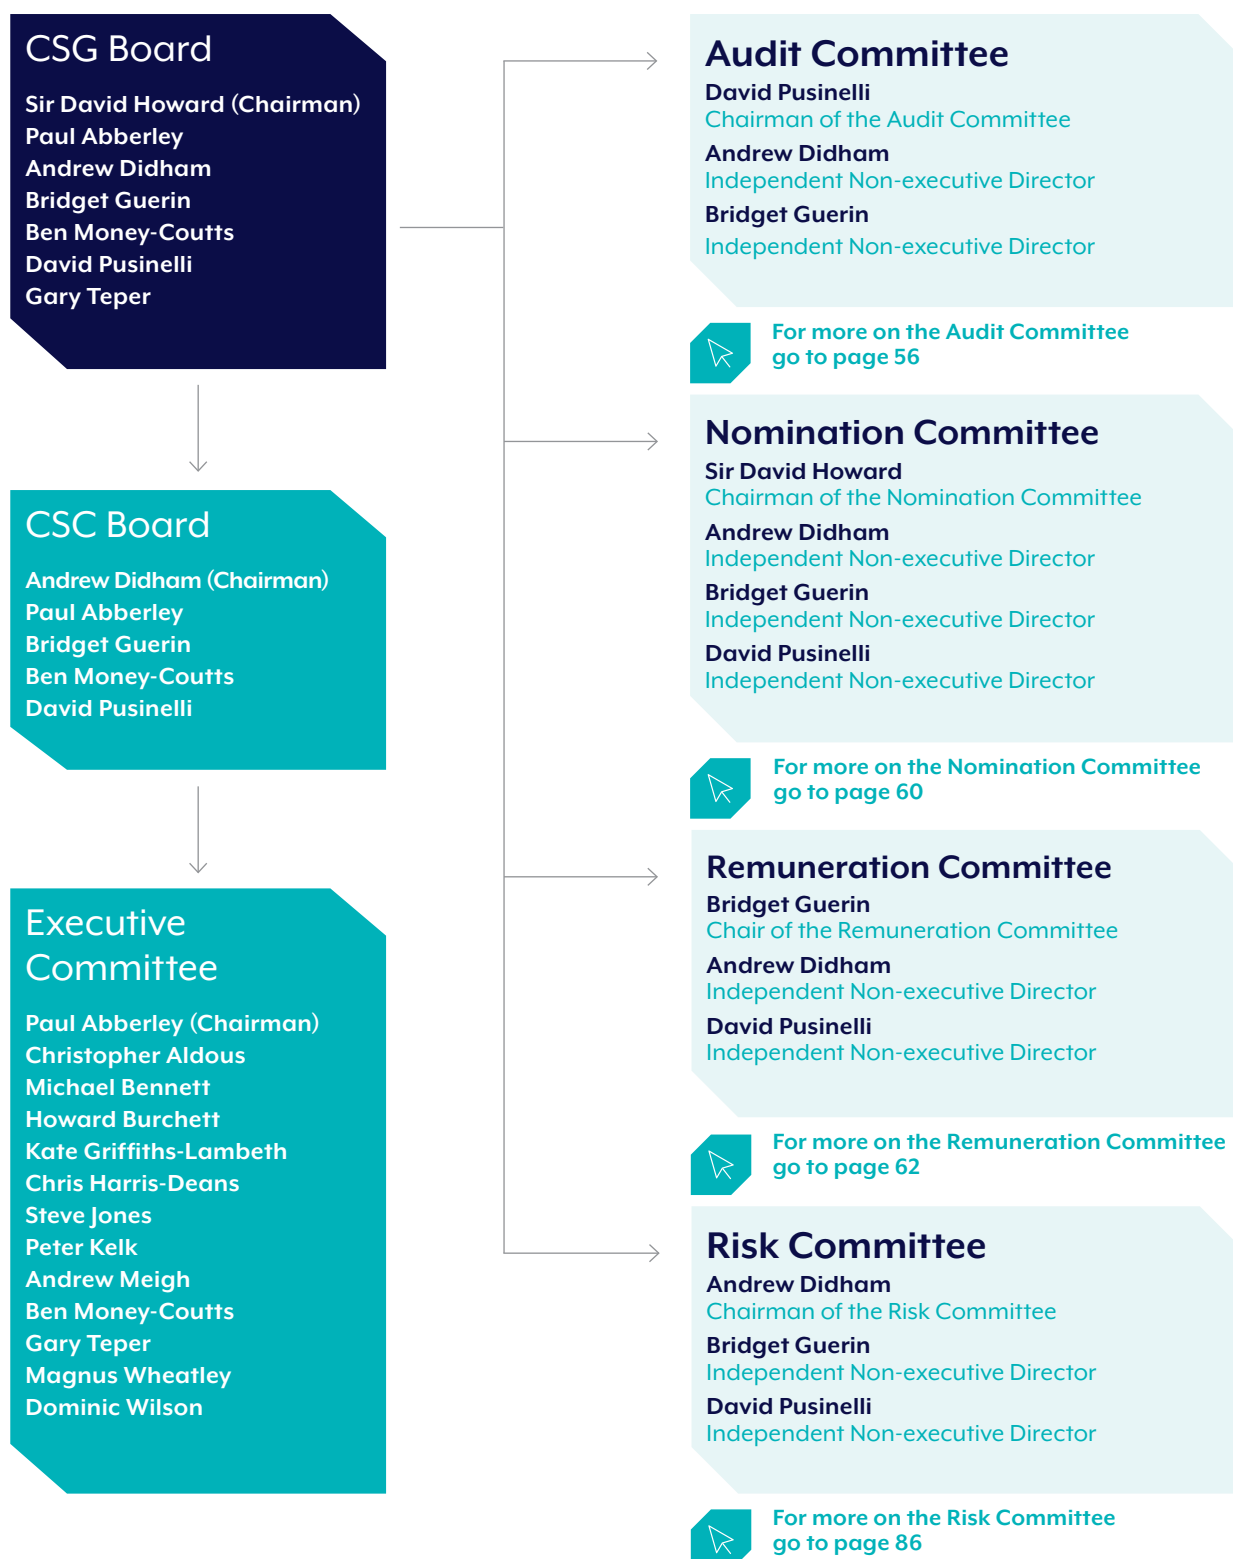 CSG Board
Sir David Howard (Chairman)
Paul Abberley
Andrew Didham
Bridget Guerin
Ben Money-Coutts
David Pusinelli
Gary Teper
CSC Board
Andrew Didham (Chairman)
Paul Abberley
Bridget Guerin
Ben Money-Coutts
David Pusinelli
Executive
Committee
Paul Abberley (Chairman)
Christopher Aldous
Michael Bennett
Howard Burchett
Kate Griffiths-Lambeth
Chris Harris-Deans
Steve Jones
Peter Kelk
Andrew Meigh
Ben Money-Coutts
Gary Teper
Magnus Wheatley
Dominic Wilson
Audit Committee
David Pusinelli
Chairman of the Audit Committee
Andrew Didham
Independent Non-executive Director
Bridget Guerin
Independent Non-executive Director
For more on the Audit Committee
go to page 56
Nomination Committee
Sir David Howard
Chairman of the Nomination Committee
Andrew Didham
Independent Non-executive Director
Bridget Guerin
Independent Non-executive Director
David Pusinelli
Independent Non-executive Director
For more on the Nomination Committee
go to page 60
Remuneration Committee
Bridget Guerin
Chair of the Remuneration Committee
Andrew Didham
Independent Non-executive Director
David Pusinelli
Independent Non-executive Director
For more on the Remuneration Committee
go to page 62
Risk Committee
Andrew Didham
Chairman of the Risk Committee
Bridget Guerin
Independent Non-executive Director
David Pusinelli
Independent Non-executive Director
For more on the Risk Committee
go to page 86